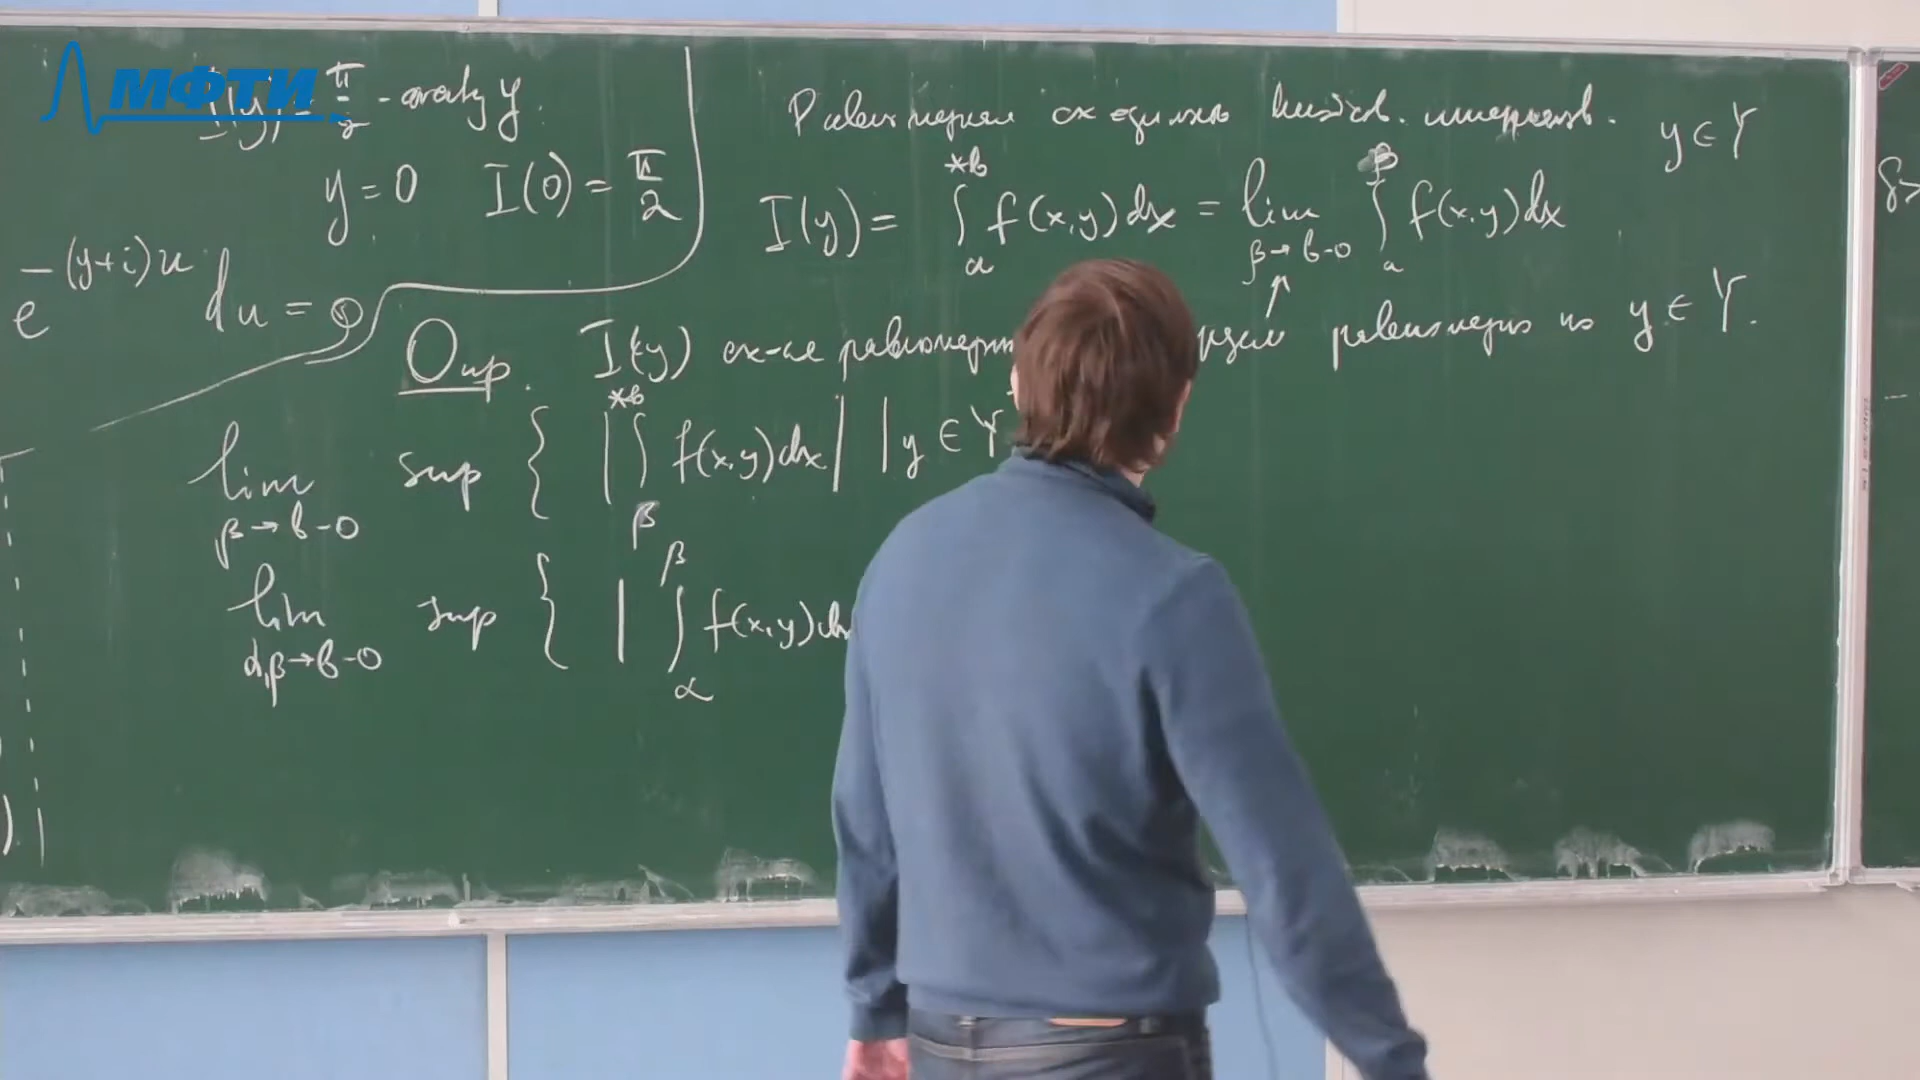 МФТИ
I(y) = π/2 - arctg y.
y = 0 I(0) = π/2
e^{-(y+i)u} du =
Равномерная сходимость несобств. интегралов. y ∈ Y
I(y) = ∫_a^{*b} f(x,y)dx = lim_{β→b-0} ∫_a^β f(x,y)dx
Опр. I(y) сх-ся равномерно равномерно по y ∈ Y.
lim_{β→b-0} sup { | ∫_β^{*b} f(x,y)dx | | y ∈ Y
lim_{α,β→b-0} sup { | ∫_α^β f(x,y)dx